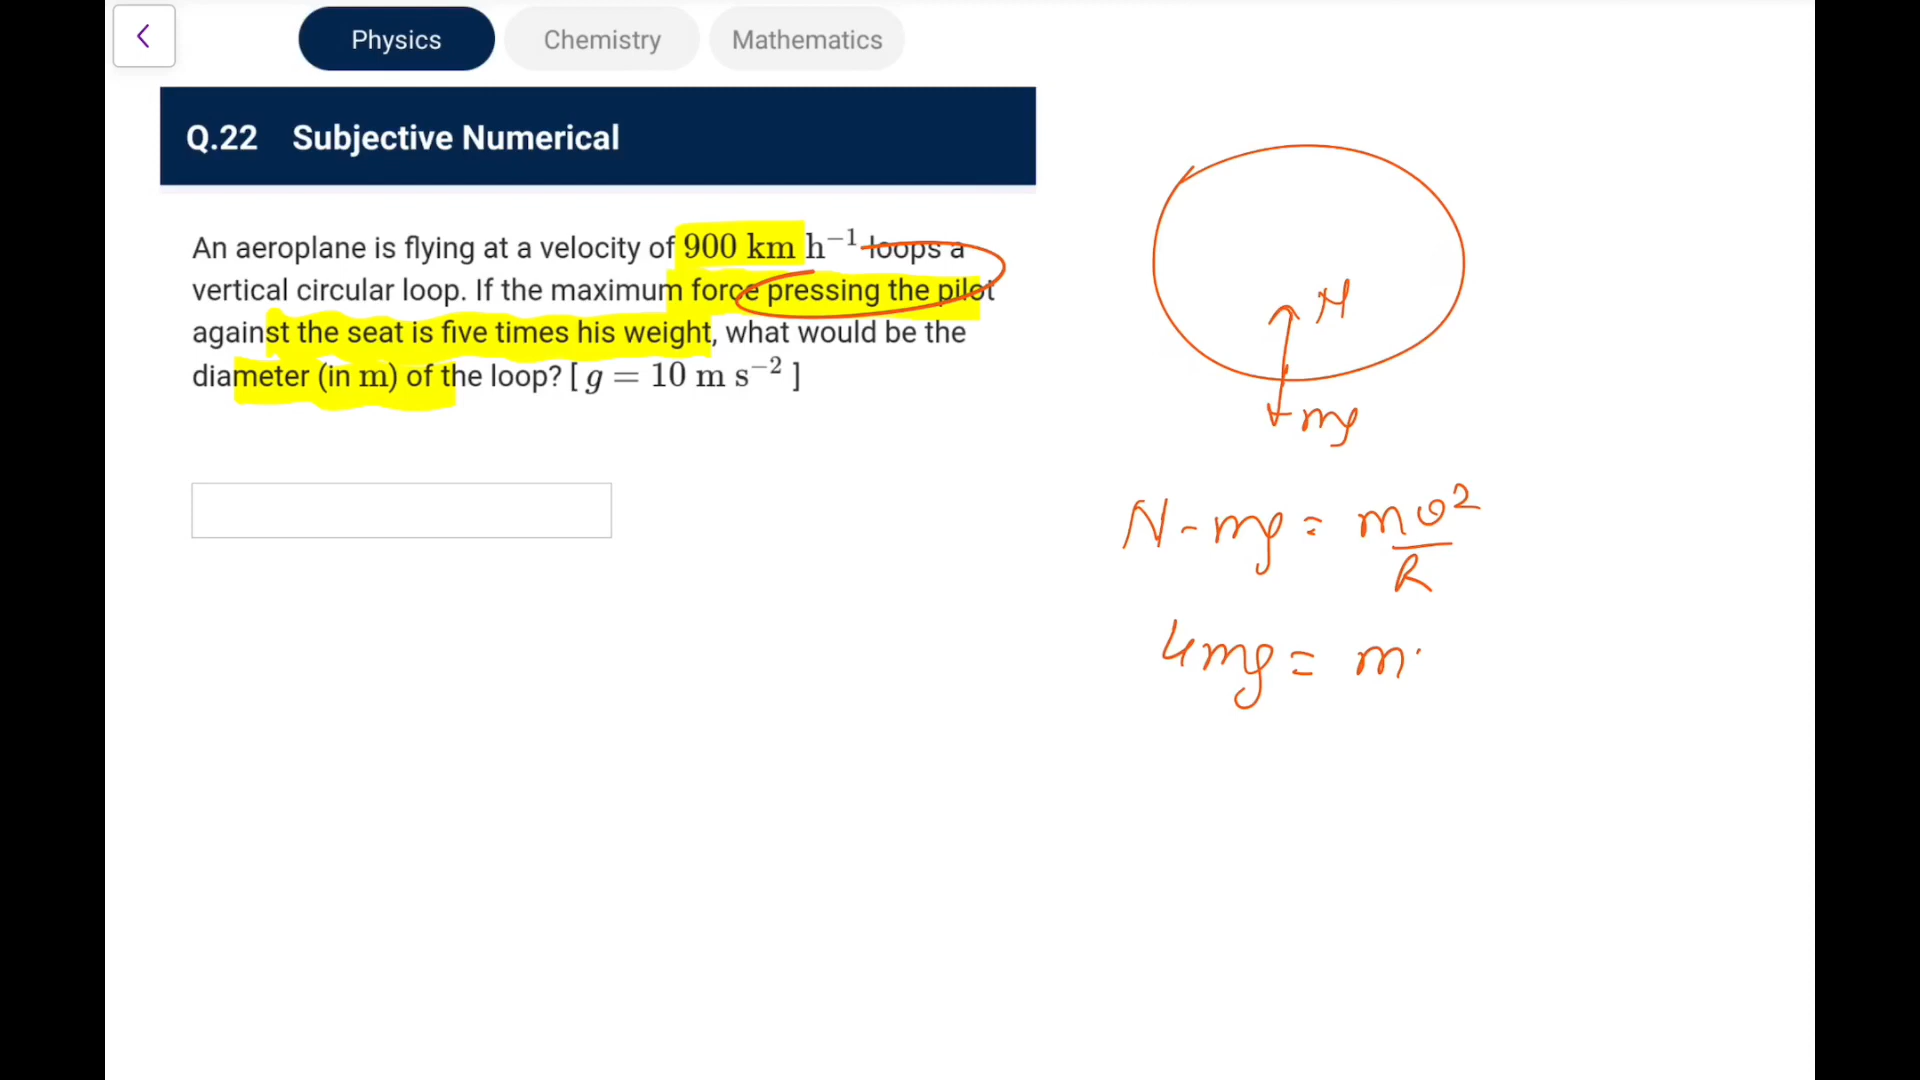 Physics Chemistry Mathematics
Q.22 Subjective Numerical
An aeroplane is flying at a velocity of 900 km h⁻¹ loops a
vertical circular loop. If the maximum force pressing the pilot
against the seat is five times his weight, what would be the
diameter (in m) of the loop? [ g = 10 m s⁻² ]
N
mg
N - mg = mv²/R
4mg = m